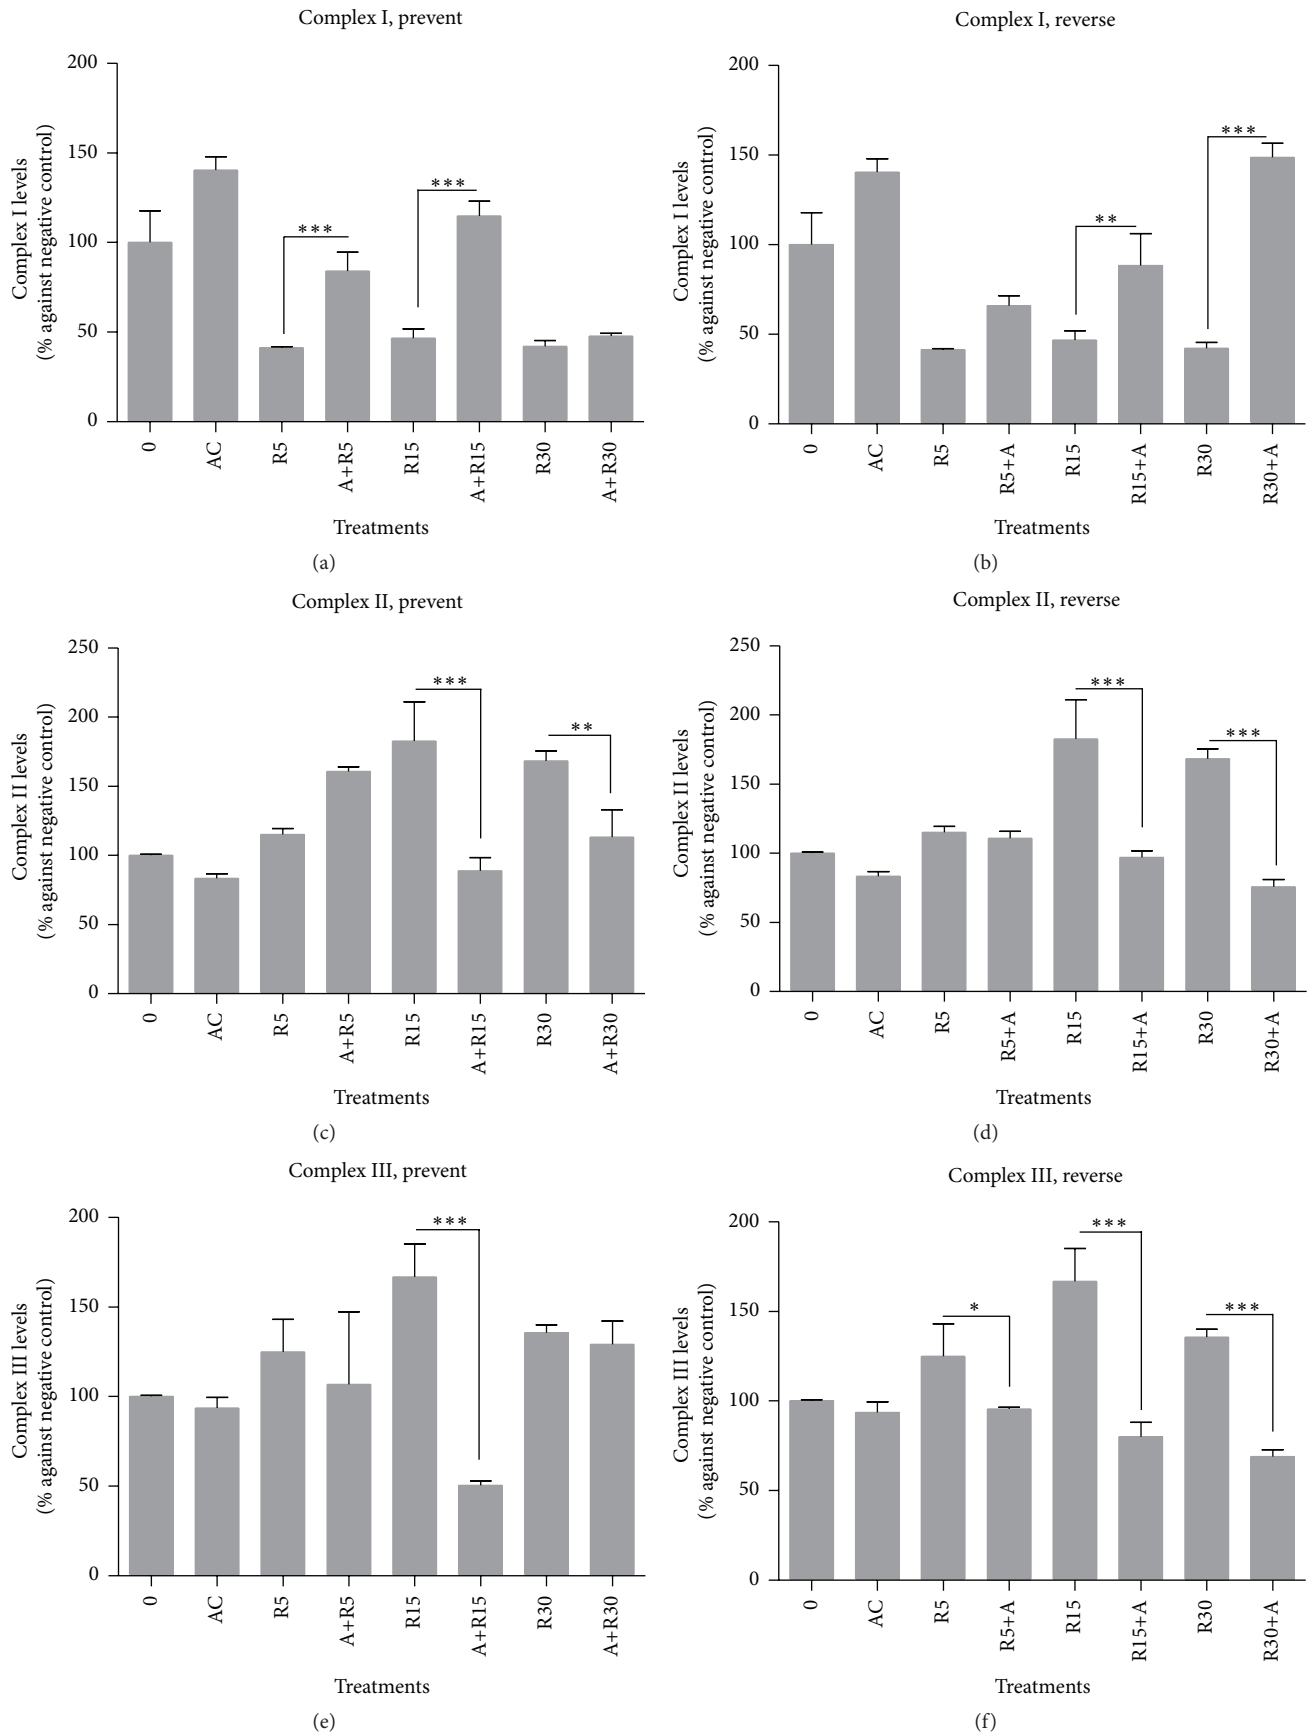 Complex I, prevent
Complex I levels
(% against negative control)
200
150
100
50
0
***
***
0
AC
R5
A+R5
R15
A+R15
R30
A+R30
Treatments
(a)
Complex I, reverse
Complex I levels
(% against negative control)
200
150
100
50
0
**
***
0
AC
R5
R5+A
R15
R15+A
R30
R30+A
Treatments
(b)
Complex II, prevent
Complex II levels
(% against negative control)
250
200
150
100
50
0
***
**
0
AC
R5
A+R5
R15
A+R15
R30
A+R30
Treatments
(c)
Complex II, reverse
Complex II levels
(% against negative control)
250
200
150
100
50
0
***
***
0
AC
R5
R5+A
R15
R15+A
R30
R30+A
Treatments
(d)
Complex III, prevent
Complex III levels
(% against negative control)
200
150
100
50
0
***
0
AC
R5
A+R5
R15
A+R15
R30
A+R30
Treatments
(e)
Complex III, reverse
Complex III levels
(% against negative control)
200
150
100
50
0
*
***
***
0
AC
R5
R5+A
R15
R15+A
R30
R30+A
Treatments
(f)